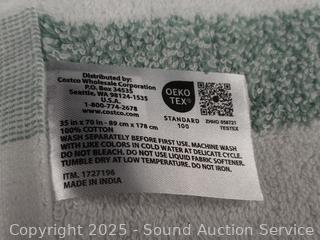 Distributed by:
Costco Wholesale Corporation
P.O. Box 34535
Seattle, WA 98124-1535
U.S.A.
1-800-774-2678
www.costco.com
OEKO
TEX®
STANDARD
100
ZHHO 058721
TESTEX
35 in x 70 in - 89 cm x 178 cm
100% COTTON
WASH SEPARATELY BEFORE FIRST USE. MACHINE WASH
WITH LIKE COLORS IN COLD WATER AT DELICATE CYCLE.
DO NOT BLEACH. DO NOT USE LIQUID FABRIC SOFTENER.
TUMBLE DRY AT LOW TEMPERATURE. DO NOT IRON.
ITM. 1727196
MADE IN INDIA
Copyright 2025 - Sound Auction Service